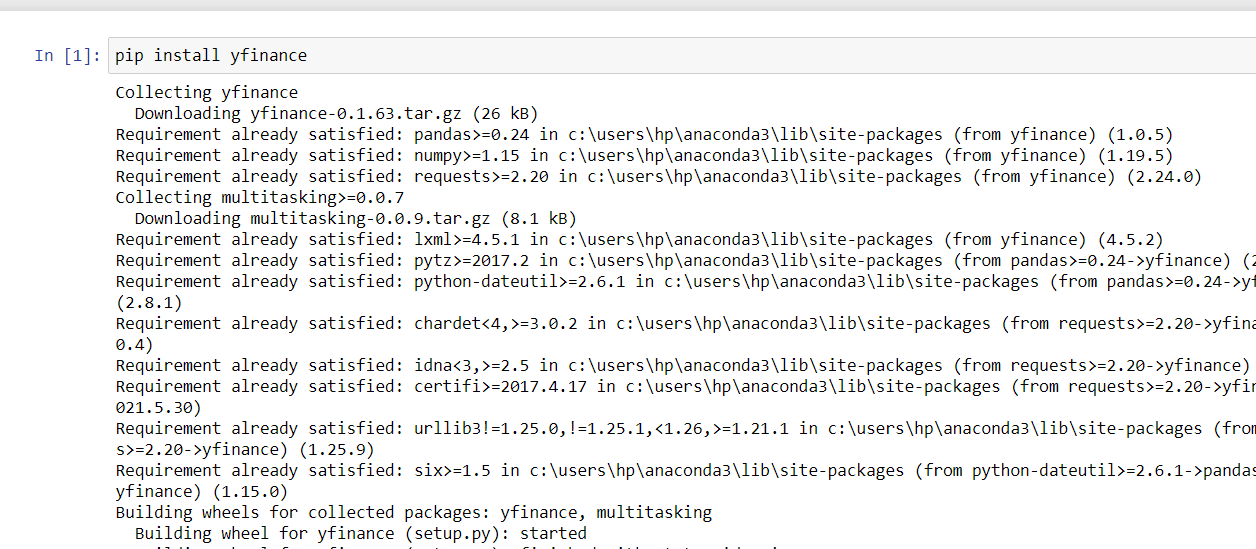 In [1]: pip install yfinance
Collecting yfinance
Downloading yfinance-0.1.63.tar.gz (26 kB)
Requirement already satisfied: pandas>=0.24 in c:\users\hp\anaconda3\lib\site-packages (from yfinance) (1.0.5)
Requirement already satisfied: numpy>=1.15 in c:\users\hp\anaconda3\lib\site-packages (from yfinance) (1.19.5)
Requirement already satisfied: requests>=2.20 in c:\users\hp\anaconda3\lib\site-packages (from yfinance) (2.24.0)
Collecting multitasking>=0.0.7
Downloading multitasking-0.0.9.tar.gz (8.1 kB)
Requirement already satisfied: lxml>=4.5.1 in c:\users\hp\anaconda3\lib\site-packages (from yfinance) (4.5.2)
Requirement already satisfied: pytz>=2017.2 in c:\users\hp\anaconda3\lib\site-packages (from pandas>=0.24->yfinance) (2
Requirement already satisfied: python-dateutil>=2.6.1 in c:\users\hp\anaconda3\lib\site-packages (from pandas>=0.24->yf
(2.8.1)
Requirement already satisfied: chardet<4,>=3.0.2 in c:\users\hp\anaconda3\lib\site-packages (from requests>=2.20->yfina
0.4)
Requirement already satisfied: idna<3,>=2.5 in c:\users\hp\anaconda3\lib\site-packages (from requests>=2.20->yfinance)
Requirement already satisfied: certifi>=2017.4.17 in c:\users\hp\anaconda3\lib\site-packages (from requests>=2.20->yfin
021.5.30)
Requirement already satisfied: urllib3!=1.25.0,!=1.25.1,<1.26,>=1.21.1 in c:\users\hp\anaconda3\lib\site-packages (from
s>=2.20->yfinance) (1.25.9)
Requirement already satisfied: six>=1.5 in c:\users\hp\anaconda3\lib\site-packages (from python-dateutil>=2.6.1->pandas
yfinance) (1.15.0)
Building wheels for collected packages: yfinance, multitasking
Building wheel for yfinance (setup.py): started